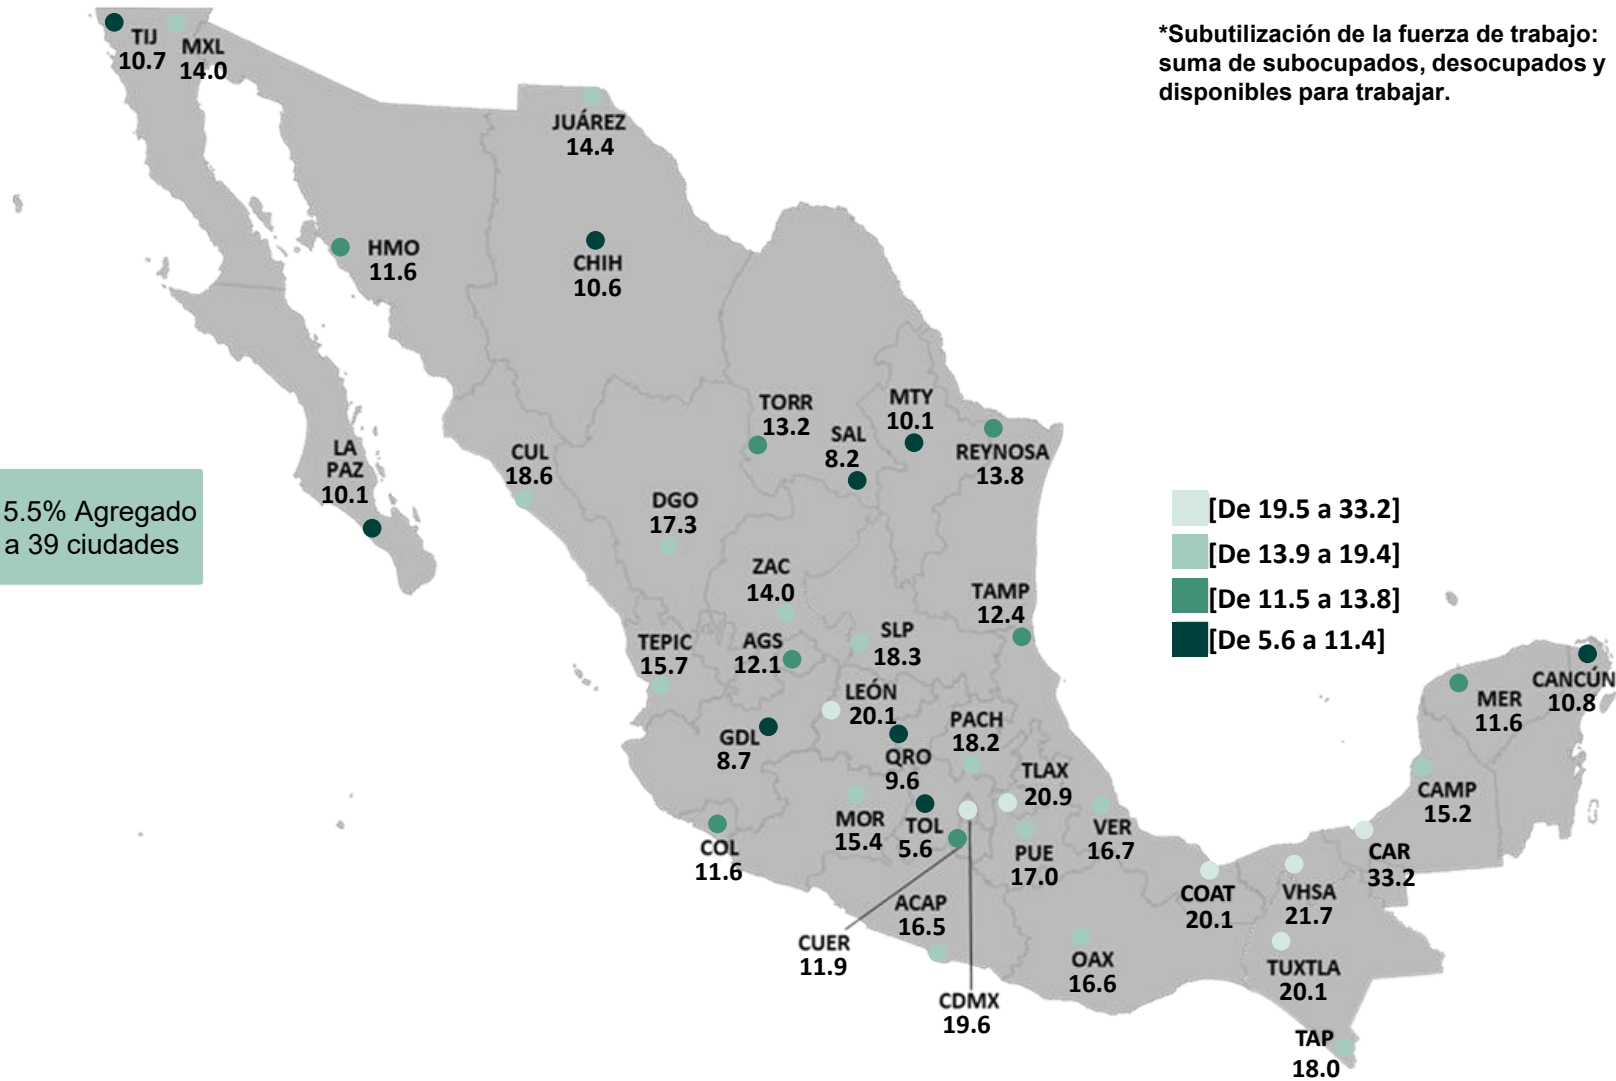 *Subutilización de la fuerza de trabajo:
suma de subocupados, desocupados y
disponibles para trabajar.
TIJ
10.7
MXL
14.0
JUÁREZ
14.4
HMO
11.6
CHIH
10.6
LA
PAZ
10.1
CUL
18.6
TORR
13.2
SAL
8.2
MTY
10.1
REYNOSA
13.8
5.5% Agregado
a 39 ciudades
DGO
17.3
ZAC
14.0
TAMP
12.4
[De 19.5 a 33.2]
[De 13.9 a 19.4]
[De 11.5 a 13.8]
[De 5.6 a 11.4]
TEPIC
15.7
AGS
12.1
SLP
18.3
LEÓN
20.1
GDL
8.7
QRO
9.6
PACH
18.2
TLAX
20.9
MER
11.6
CANCÚN
10.8
CAMP
15.2
COL
11.6
MOR
15.4
TOL
5.6
PUE
17.0
VER
16.7
CAR
33.2
COAT
20.1
VHSA
21.7
ACAP
16.5
CUER
11.9
CDMX
19.6
OAX
16.6
TUXTLA
20.1
TAP
18.0